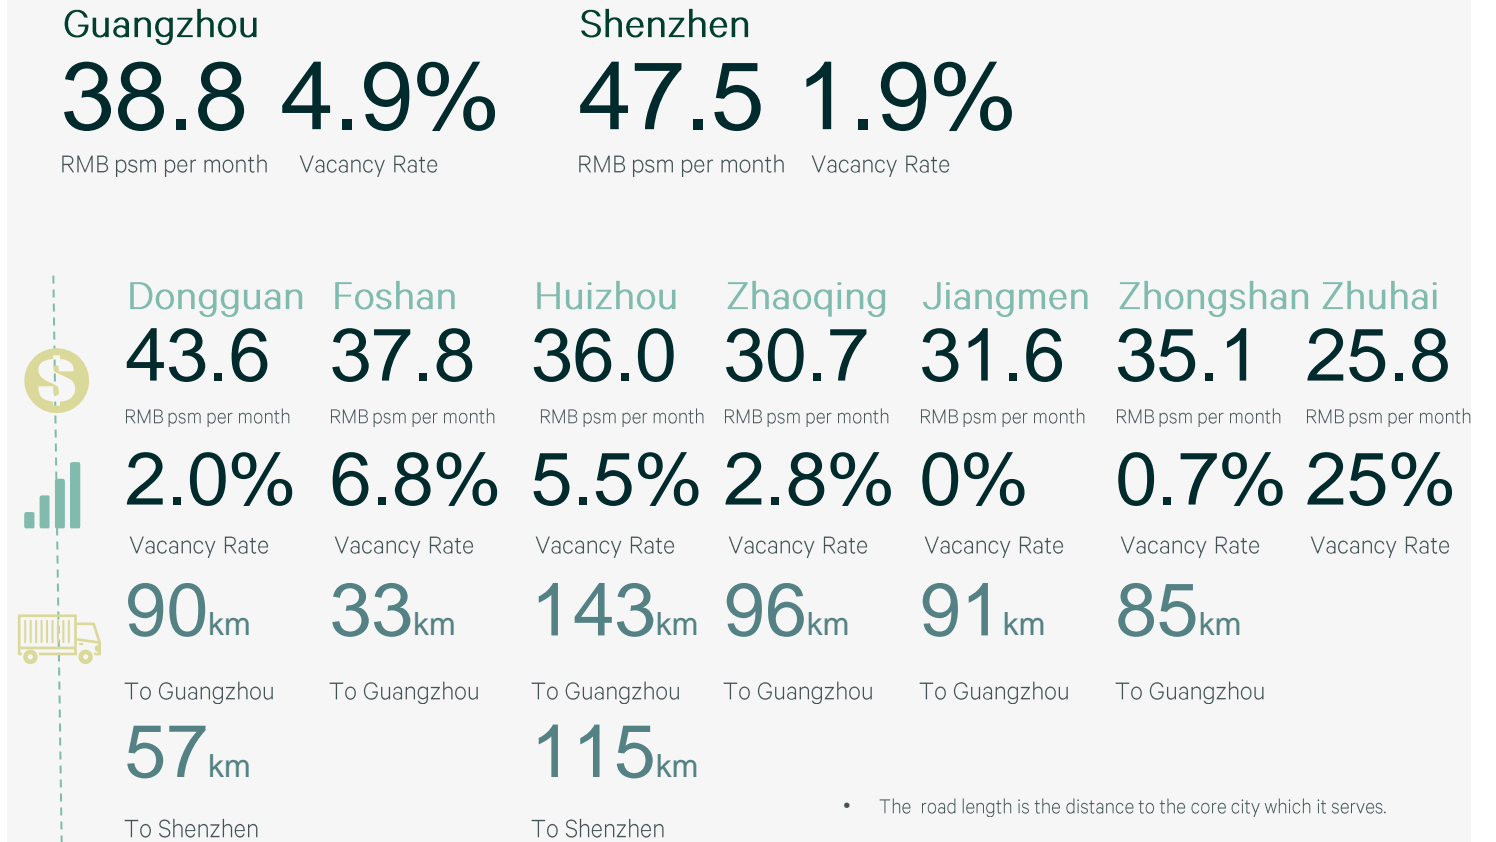 Guangzhou Shenzhen
38.8 4.9% 47.5 1.9%
RMB psm per month Vacancy Rate RMB psm per month Vacancy Rate
Dongguan Foshan Huizhou Zhaoqing Jiangmen Zhongshan Zhuhai
43.6 37.8 36.0 30.7 31.6 35.1 25.8
RMB psm per month RMB psm per month RMB psm per month RMB psm per month RMB psm per month RMB psm per month RMB psm per month
2.0% 6.8% 5.5% 2.8% 0% 0.7% 25%
Vacancy Rate Vacancy Rate Vacancy Rate Vacancy Rate Vacancy Rate Vacancy Rate Vacancy Rate
90km 33km 143km 96km 91km 85km
To Guangzhou To Guangzhou To Guangzhou To Guangzhou To Guangzhou To Guangzhou
57km 115km
• The road length is the distance to the core city which it serves.
To Shenzhen To Shenzhen